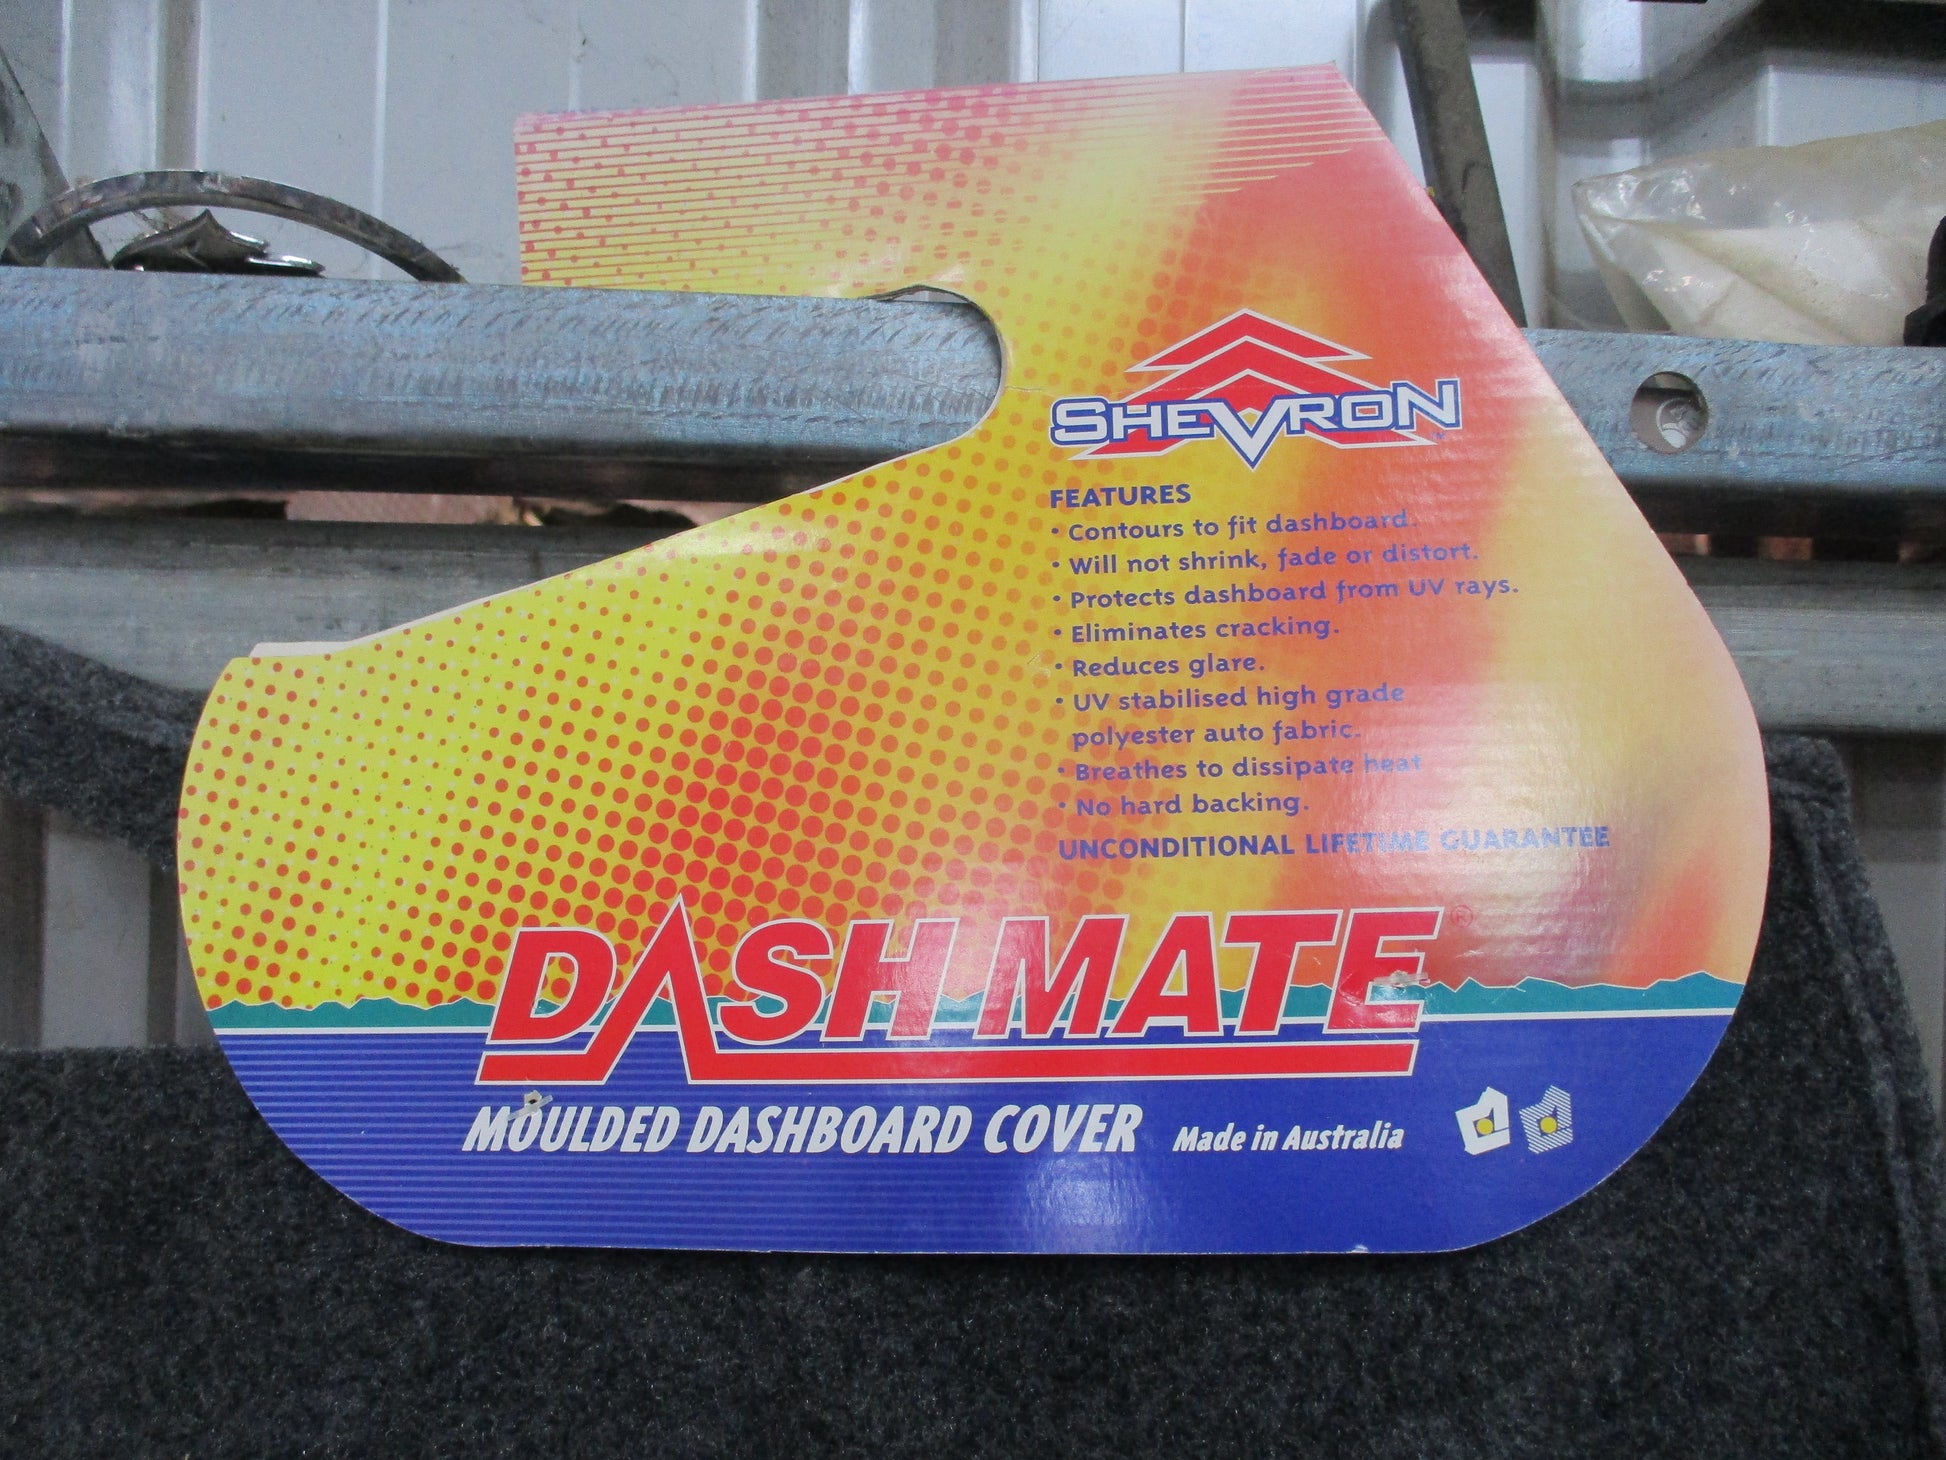 SHEVRON
FEATURES
• Contours to fit dashboard.
• Will not shrink, fade or distort.
• Protects dashboard from UV rays.
• Eliminates cracking.
• Reduces glare.
• UV stabilised high grade
polyester auto fabric.
• Breathes to dissipate heat
• No hard backing.
UNCONDITIONAL LIFETIME GUARANTEE
DASH MATE ®
MOULDED DASHBOARD COVER Made in Australia